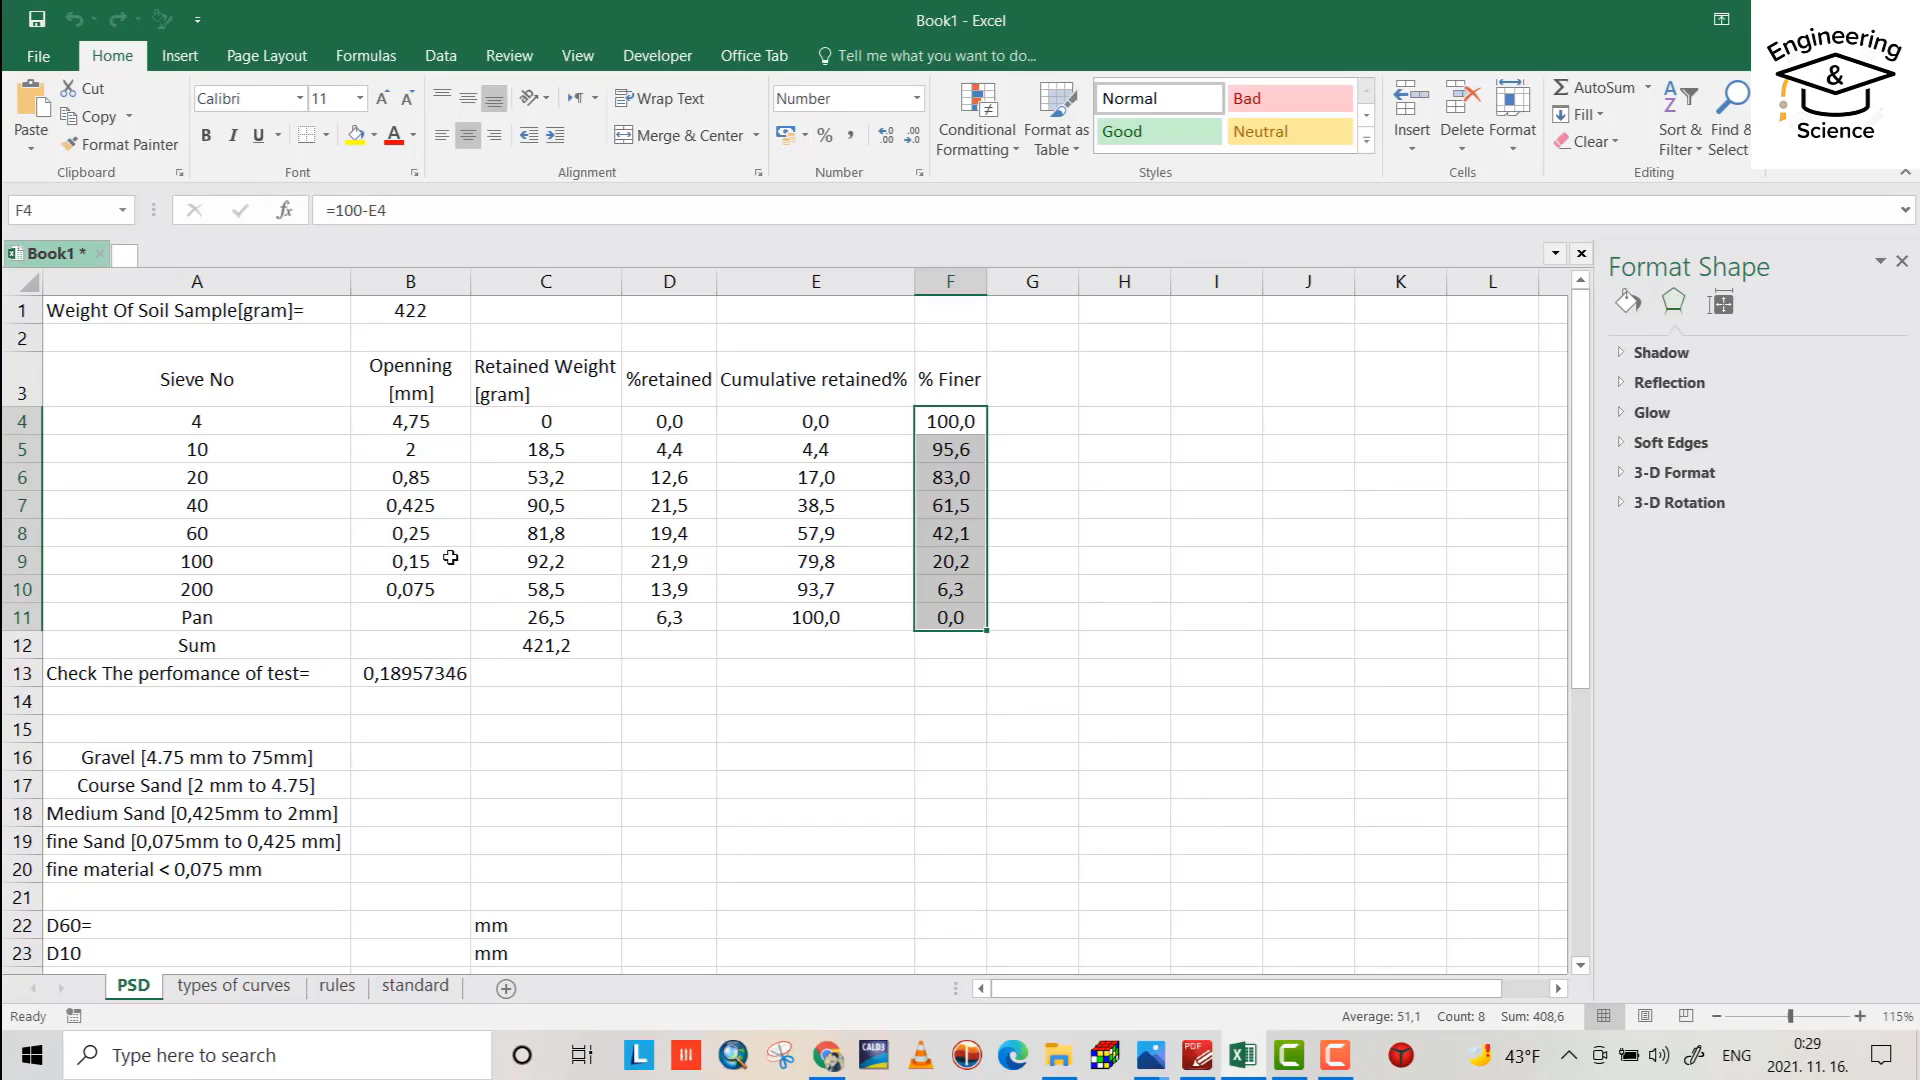 Book1 - Excel
File Home Insert Page Layout Formulas Data Review View Developer Office Tab Tell me what you want to do...
Engineering
&
Science
Paste
Cut
Copy
Format Painter
Clipboard
Calibri 11
B I U
Font
Wrap Text
Merge & Center
Alignment
Number
%
Number
Conditional
Formatting
Format as
Table
Normal Bad
Good Neutral
Styles
Insert Delete Format
Cells
AutoSum
Fill
Clear
Sort &
Filter
Find &
Select
Editing
F4 fx =100-E4
Book1 *
A B C D E F G H I J K L
1 Weight Of Soil Sample[gram]= 422
2
3 Sieve No Openning [mm] Retained Weight [gram] %retained Cumulative retained% % Finer
4 4 4,75 0 0,0 0,0 100,0
5 10 2 18,5 4,4 4,4 95,6
6 20 0,85 53,2 12,6 17,0 83,0
7 40 0,425 90,5 21,5 38,5 61,5
8 60 0,25 81,8 19,4 57,9 42,1
9 100 0,15 92,2 21,9 79,8 20,2
10 200 0,075 58,5 13,9 93,7 6,3
11 Pan 26,5 6,3 100,0 0,0
12 Sum 421,2
13 Check The perfomance of test= 0,18957346
14
15
16 Gravel [4.75 mm to 75mm]
17 Course Sand [2 mm to 4.75]
18 Medium Sand [0,425mm to 2mm]
19 fine Sand [0,075mm to 0,425 mm]
20 fine material < 0,075 mm
21
22 D60= mm
23 D10 mm
Format Shape
Shadow
Reflection
Glow
Soft Edges
3-D Format
3-D Rotation
PSD types of curves rules standard
Ready Average: 51,1 Count: 8 Sum: 408,6 115%
Type here to search
L
CALD3
PDF
43°F
ENG
0:29
2021. 11. 16.